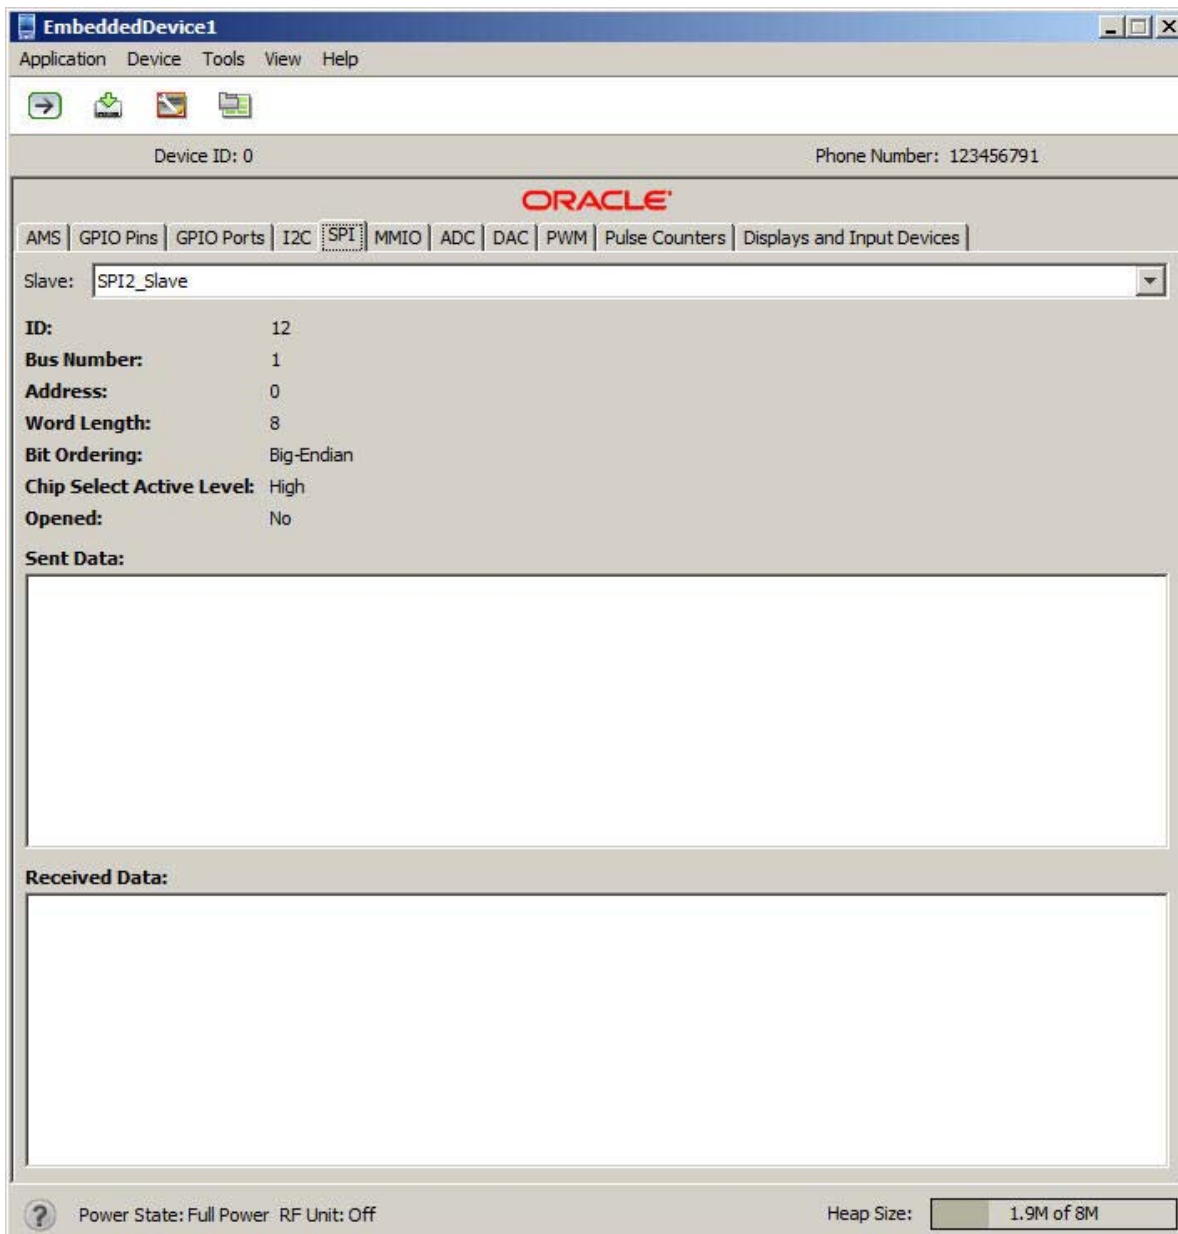 EmbeddedDevice1
Application Device Tools View Help
Device ID: 0 Phone Number: 123456791
ORACLE
AMS GPIO Pins GPIO Ports I2C SPI MMIO ADC DAC PWM Pulse Counters Displays and Input Devices
Slave: SPI2_Slave
ID: 12
Bus Number: 1
Address: 0
Word Length: 8
Bit Ordering: Big-Endian
Chip Select Active Level: High
Opened: No
Sent Data:
Received Data:
? Power State: Full Power RF Unit: Off Heap Size: 1.9M of 8M